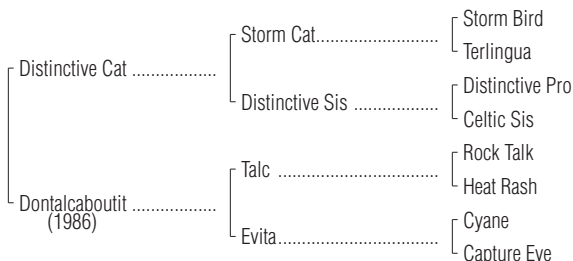 Storm Bird
Storm Cat..............................
Terlingua
Distinctive Cat ..................
Distinctive Pro
Distinctive Sis .....................
Celtic Sis
Rock Talk
Talc .......................................
Heat Rash
Dontalcaboutit ..................
(1986)
Cyane
Evita.......................................
Capture Eve